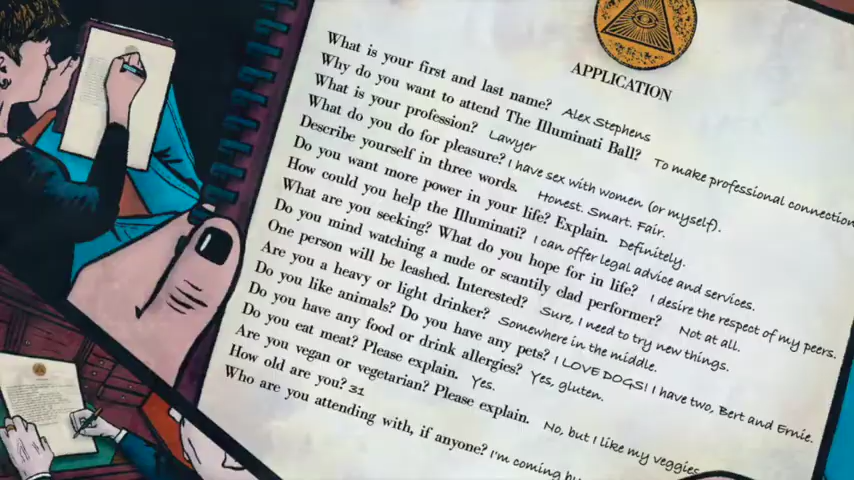 APPLICATION
What is your first and last name? Alex Stephens
Why do you want to attend The Illuminati Ball? To make professional connection
What is your profession? Lawyer
What do you do for pleasure? I have sex with women (or myself).
Describe yourself in three words. Honest. Smart. Fair.
Do you want more power in your life? Explain. Definitely.
How could you help the Illuminati? I can offer legal advice and services.
What are you seeking? What do you hope for in life? I desire the respect of my peers.
Do you mind watching a nude or scantily clad performer? Not at all.
One person will be leashed. Interested? Sure, I need to try new things.
Are you a heavy or light drinker? Somewhere in the middle.
Do you like animals? Do you have any pets? I LOVE DOGS! I have two, Bert and Ernie.
Do you have any food or drink allergies? Yes, gluten.
Do you eat meat? Please explain. Yes.
Are you vegan or vegetarian? Please explain. No, but I like my veggies
How old are you? 31
Who are you attending with, if anyone? I'm coming